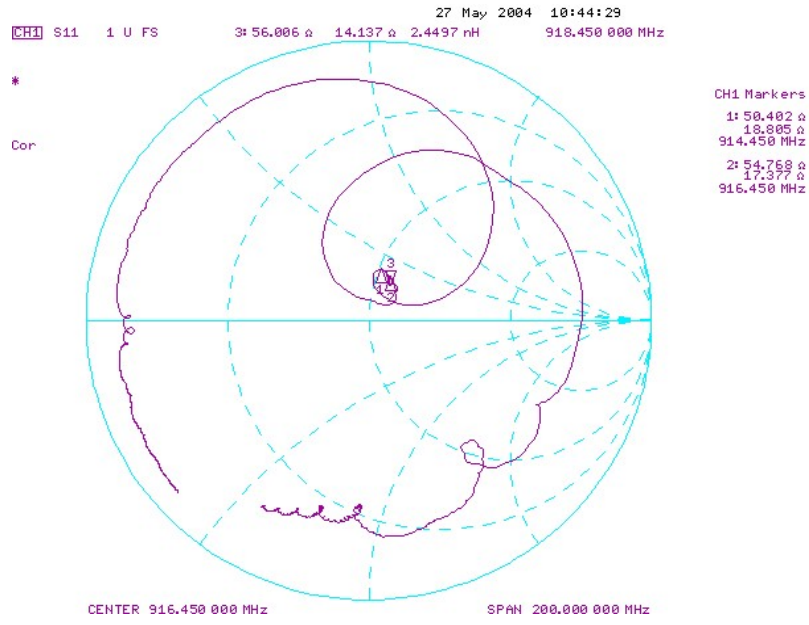 27 May 2004 10:44:29
CH1 S11 1 U FS 3: 56.006 Ω 14.137 Ω 2.4497 nH 918.450 000 MHz
*
Cor
CH1 Markers
1: 50.402 Ω
18.805 Ω
914.450 MHz
2: 54.768 Ω
17.377 Ω
916.450 MHz
3
1
2
CENTER 916.450 000 MHz SPAN 200.000 000 MHz